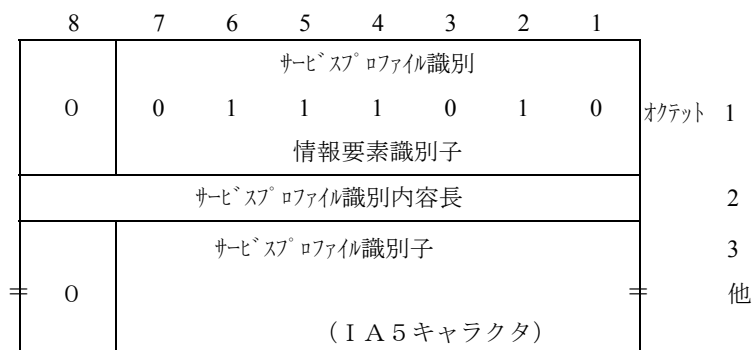 8 7 6 5 4 3 2 1
ｻｰﾋﾞｽﾌﾟﾛﾌｧｲﾙ識別
0 0 1 1 1 0 1 0 ｵｸﾃｯﾄ 1
情報要素識別子
ｻｰﾋﾞｽﾌﾟﾛﾌｧｲﾙ識別内容長 2
ｻｰﾋﾞｽﾌﾟﾛﾌｧｲﾙ識別子 3
0 他
（ＩＡ５キャラクタ）